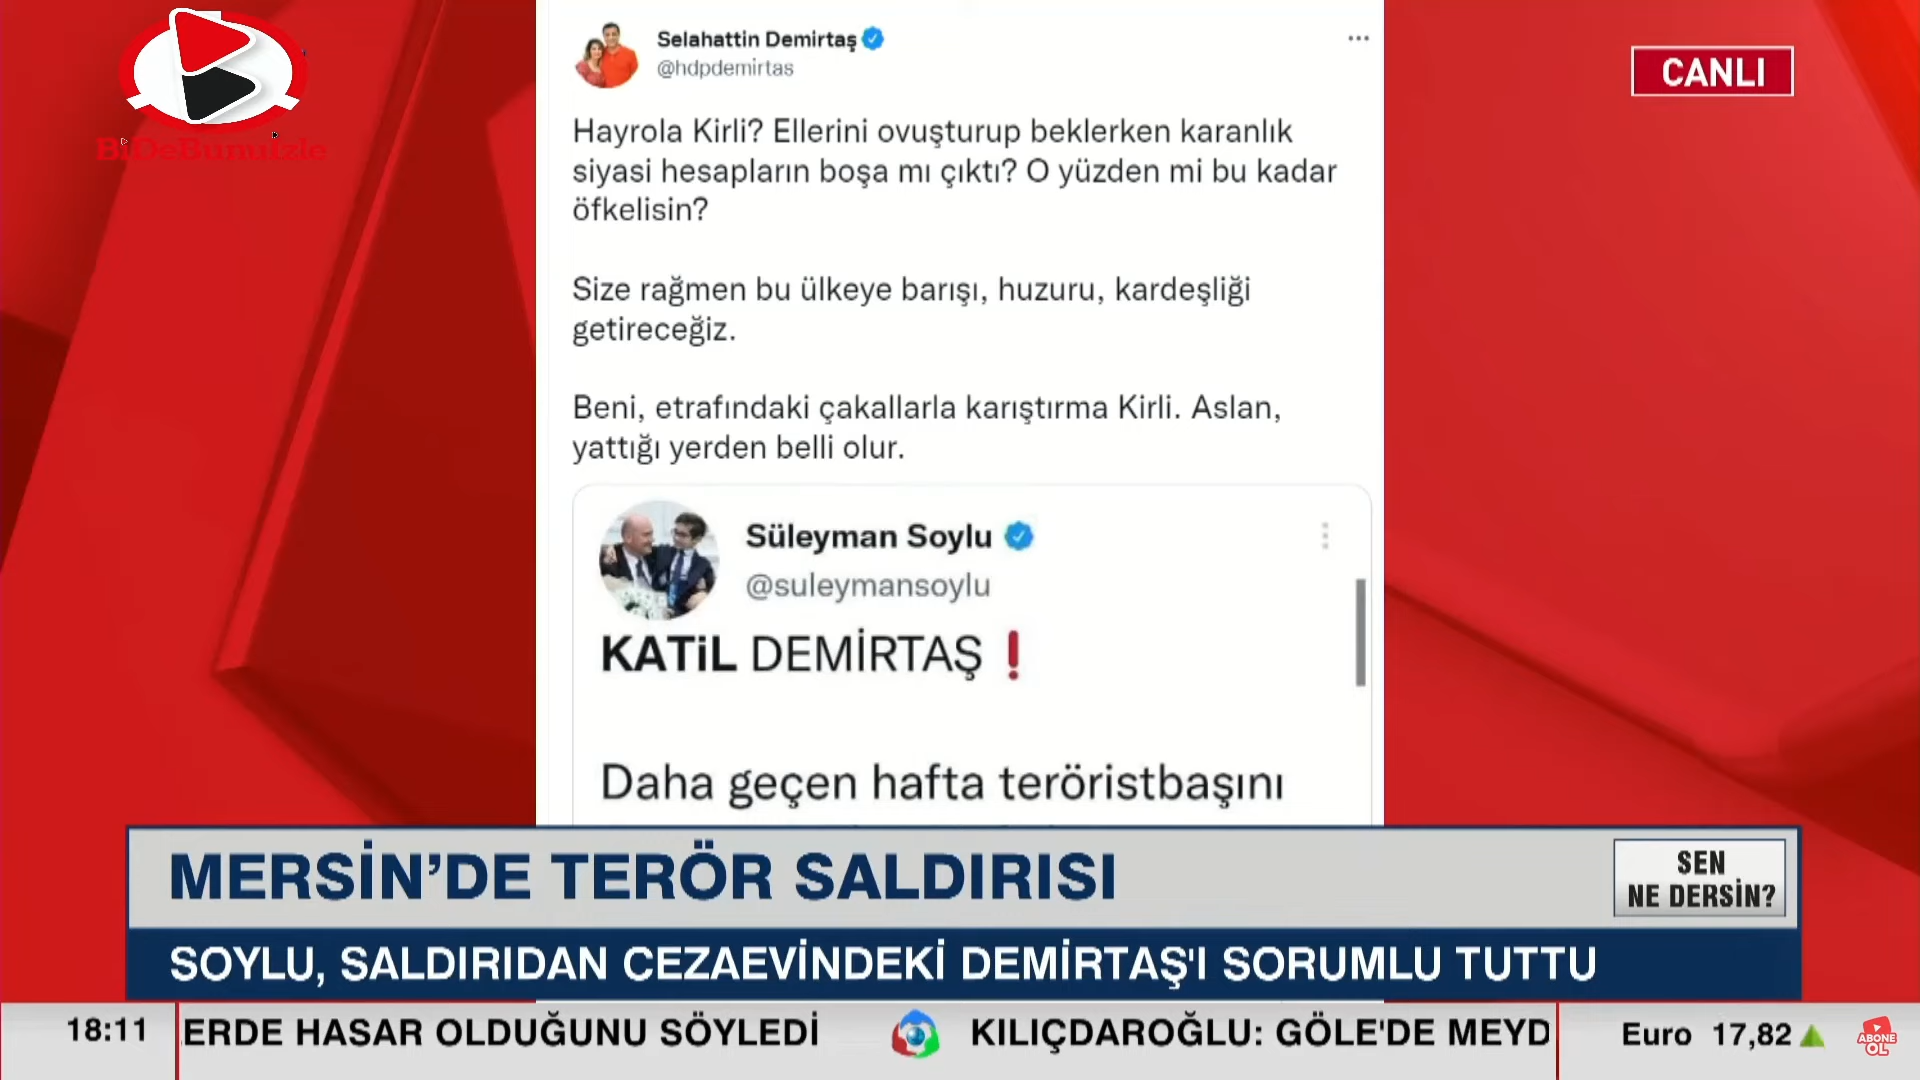 BiDeBunuİzle
CANLI
Selahattin Demirtaş
@hdpdemirtas
Hayrola Kirli? Ellerini ovuşturup beklerken karanlık
siyasi hesapların boşa mı çıktı? O yüzden mi bu kadar
öfkelisin?
Size rağmen bu ülkeye barışı, huzuru, kardeşliği
getireceğiz.
Beni, etrafındaki çakallarla karıştırma Kirli. Aslan,
yattığı yerden belli olur.
Süleyman Soylu
@suleymansoylu
KATiL DEMİRTAŞ❗
Daha geçen hafta teröristbaşını
MERSİN'DE TERÖR SALDIRISI
SEN
NE DERSİN?
SOYLU, SALDIRIDAN CEZAEVİNDEKİ DEMİRTAŞ'I SORUMLU TUTTU
18:11 ERDE HASAR OLDUĞUNU SÖYLEDİ KILIÇDAROĞLU: GÖLE'DE MEYD Euro 17,82
ABONE
OL